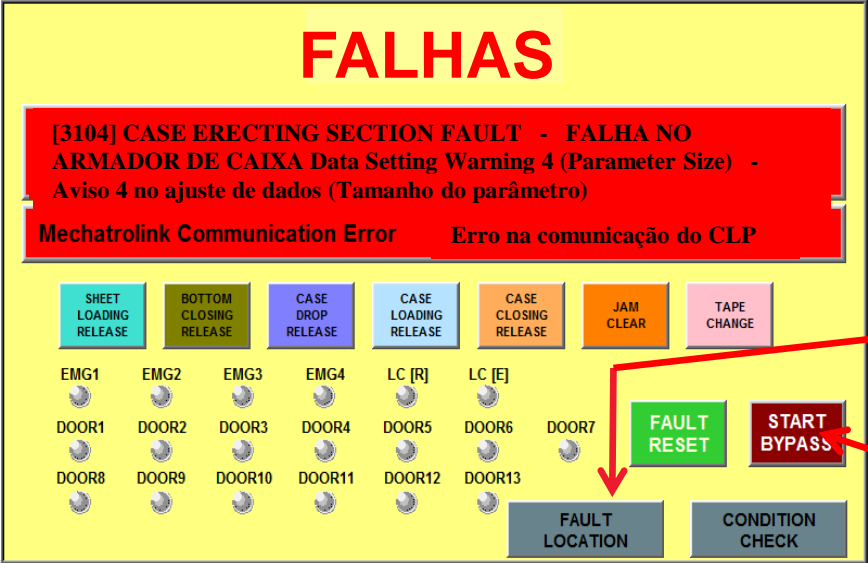 FALHAS
[3104] CASE ERECTING SECTION FAULT - FALHA NO
ARMADOR DE CAIXA Data Setting Warning 4 (Parameter Size) -
Aviso 4 no ajuste de dados (Tamanho do parâmetro)
Mechatrolink Communication Error Erro na comunicação do CLP
SHEET
LOADING
RELEASE
BOTTOM
CLOSING
RELEASE
CASE
DROP
RELEASE
CASE
LOADING
RELEASE
CASE
CLOSING
RELEASE
JAM
CLEAR
TAPE
CHANGE
EMG1 EMG2 EMG3 EMG4 LC [R] LC [E]
DOOR1 DOOR2 DOOR3 DOOR4 DOOR5 DOOR6 DOOR7
FAULT
RESET
START
BYPASS
DOOR8 DOOR9 DOOR10 DOOR11 DOOR12 DOOR13
FAULT
LOCATION
CONDITION
CHECK